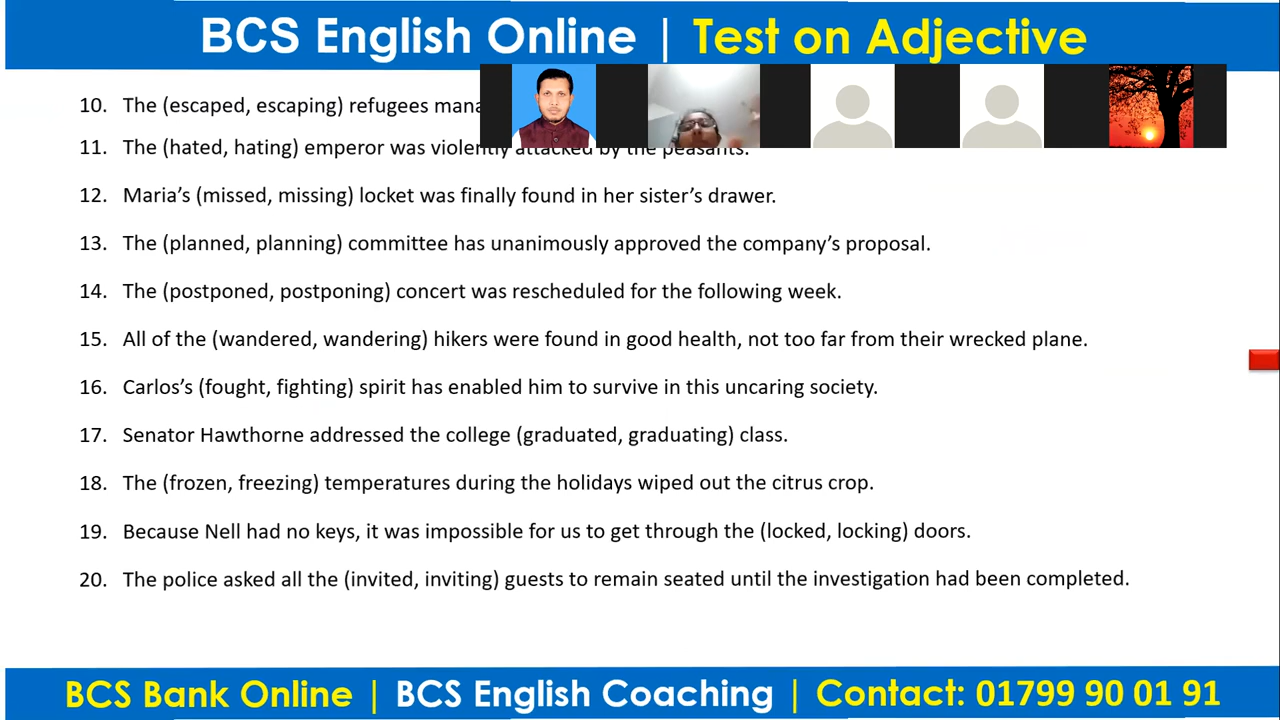 BCS English Online | Test on Adjective
10. The (escaped, escaping) refugees
11. The (hated, hating) emperor was violently attacked by the peasants.
12. Maria’s (missed, missing) locket was finally found in her sister’s drawer.
13. The (planned, planning) committee has unanimously approved the company’s proposal.
14. The (postponed, postponing) concert was rescheduled for the following week.
15. All of the (wandered, wandering) hikers were found in good health, not too far from their wrecked plane.
16. Carlos’s (fought, fighting) spirit has enabled him to survive in this uncaring society.
17. Senator Hawthorne addressed the college (graduated, graduating) class.
18. The (frozen, freezing) temperatures during the holidays wiped out the citrus crop.
19. Because Nell had no keys, it was impossible for us to get through the (locked, locking) doors.
20. The police asked all the (invited, inviting) guests to remain seated until the investigation had been completed.
BCS Bank Online | BCS English Coaching | Contact: 01799 90 01 91